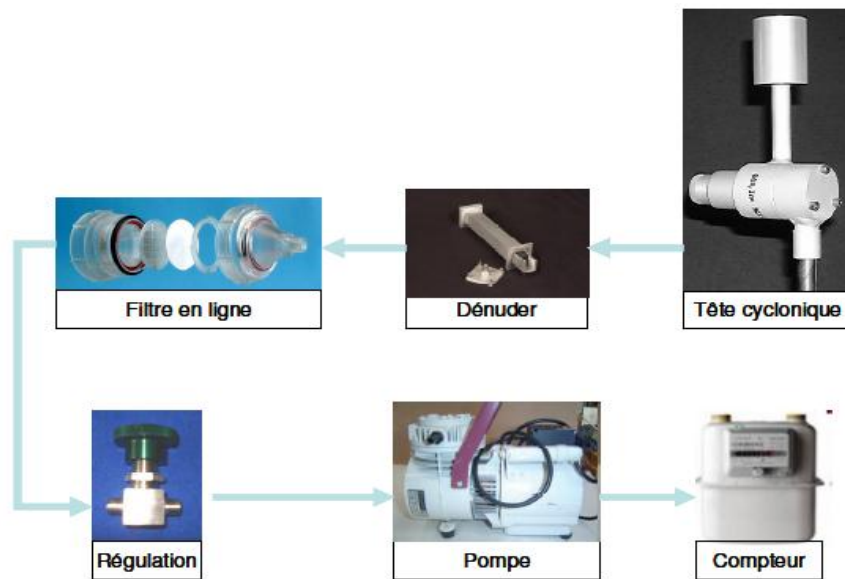 Filtre en ligne
Dénuder
Tête cyclonique
Régulation
Pompe
Compteur